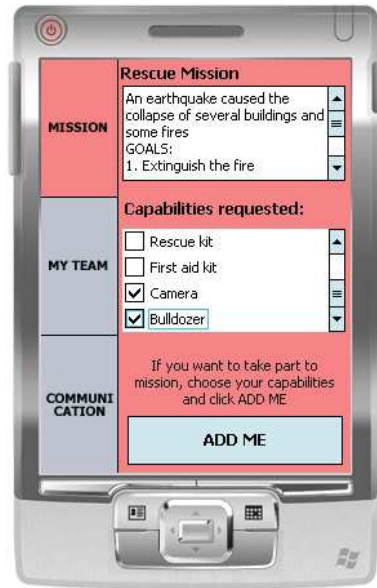 Rescue Mission
An earthquake caused the
collapse of several buildings and
some fires
GOALS:
1. Extinguish the fire
MISSION
Capabilities requested:
Rescue kit
First aid kit
Camera
Bulldozer
MY TEAM
If you want to take part to
mission, choose your capabilities
and click ADD ME
COMMUNI
CATION
ADD ME